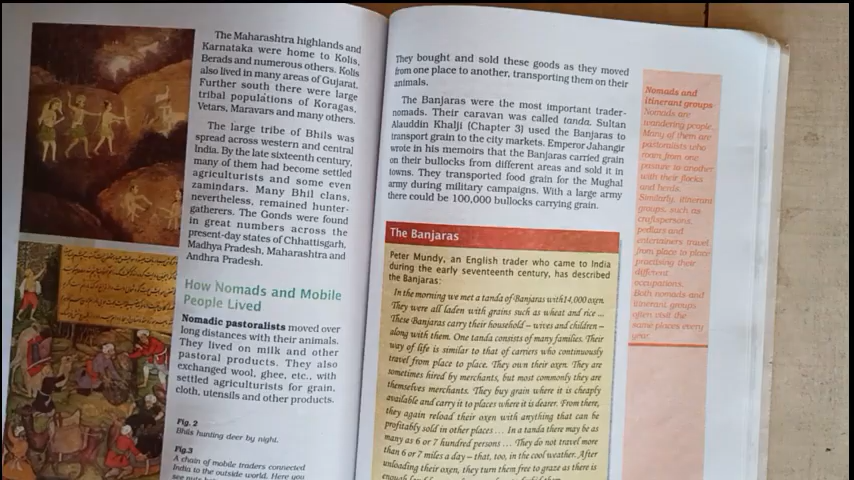 The Maharashtra highlands and
Karnataka were home to Kolis,
Berads and numerous others. Kolis
also lived in many areas of Gujarat.
Further south there were large
tribal populations of Koragas,
Vetars, Maravars and many others.
The large tribe of Bhils was
spread across western and central
India. By the late sixteenth century,
many of them had become settled
agriculturists and some even
zamindars. Many Bhil clans,
nevertheless, remained hunter-
gatherers. The Gonds were found
in great numbers across the
present-day states of Chhattisgarh,
Madhya Pradesh, Maharashtra and
Andhra Pradesh.
How Nomads and Mobile
People Lived
Nomadic pastoralists moved over
long distances with their animals.
They lived on milk and other
pastoral products. They also
exchanged wool, ghee, etc., with
settled agriculturists for grain,
cloth, utensils and other products.
Fig. 2
Bhils hunting deer by night.
Fig.3
A chain of mobile traders connected
India to the outside world. Here you
They bought and sold these goods as they moved
from one place to another, transporting them on their
animals.
The Banjaras were the most important trader-
nomads. Their caravan was called tanda. Sultan
Alauddin Khalji (Chapter 3) used the Banjaras to
transport grain to the city markets. Emperor Jahangir
wrote in his memoirs that the Banjaras carried grain
on their bullocks from different areas and sold it in
towns. They transported food grain for the Mughal
army during military campaigns. With a large army
there could be 100,000 bullocks carrying grain.
The Banjaras
Peter Mundy, an English trader who came to India
during the early seventeenth century, has described
the Banjaras:
In the morning we met a tanda of Banjaras with 14,000 oxen.
They were all laden with grains such as wheat and rice ...
These Banjaras carry their household – wives and children –
along with them. One tanda consists of many families. Their
way of life is similar to that of carriers who continuously
travel from place to place. They own their oxen. They are
sometimes hired by merchants, but most commonly they are
themselves merchants. They buy grain where it is cheaply
available and carry it to places where it is dearer. From there,
they again reload their oxen with anything that can be
profitably sold in other places ... In a tanda there may be as
many as 6 or 7 hundred persons ... They do not travel more
than 6 or 7 miles a day – that, too, in the cool weather. After
unloading their oxen, they turn them free to graze as there is
Nomads and
itinerant groups
Nomads are
wandering people.
Many of them are
pastoralists who
roam from one
pasture to another
with their flocks
and herds.
Similarly, itinerant
groups, such as
craftspersons,
pedlars and
entertainers travel
from place to place
practising their
different
occupations.
Both nomads and
itinerant groups
often visit the
same places every
year.